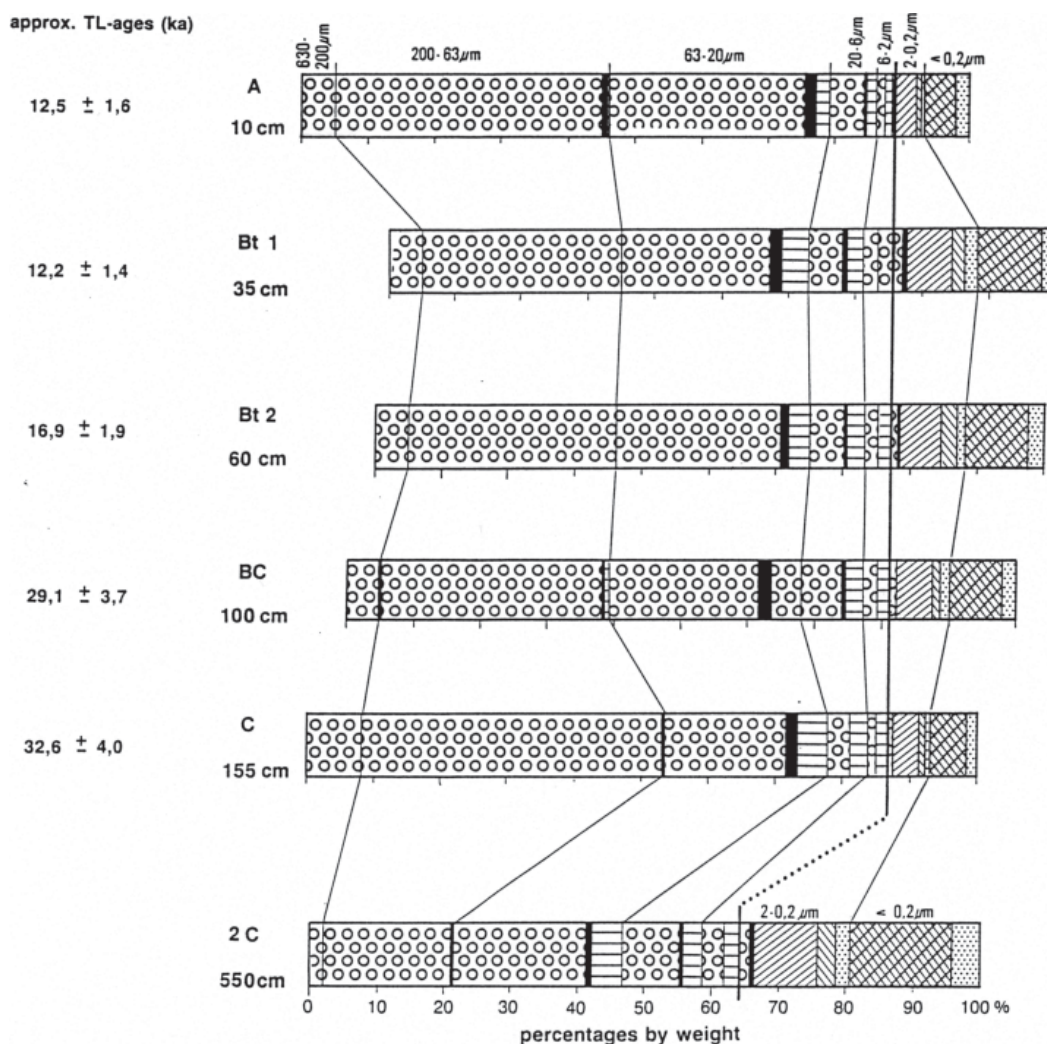 approx. TL-ages (ka)
630-
200µm
200-63µm
63-20µm
20-6µm
6-2µm
2-0,2µm
≤ 0,2µm
A
12,5 ± 1,6
10 cm
Bt 1
12,2 ± 1,4
35 cm
Bt 2
16,9 ± 1,9
60 cm
BC
29,1 ± 3,7
100 cm
C
32,6 ± 4,0
155 cm
2-0,2µm
≤ 0,2µm
2 C
550 cm
0 10 20 30 40 50 60 70 80 90 100 %
percentages by weight